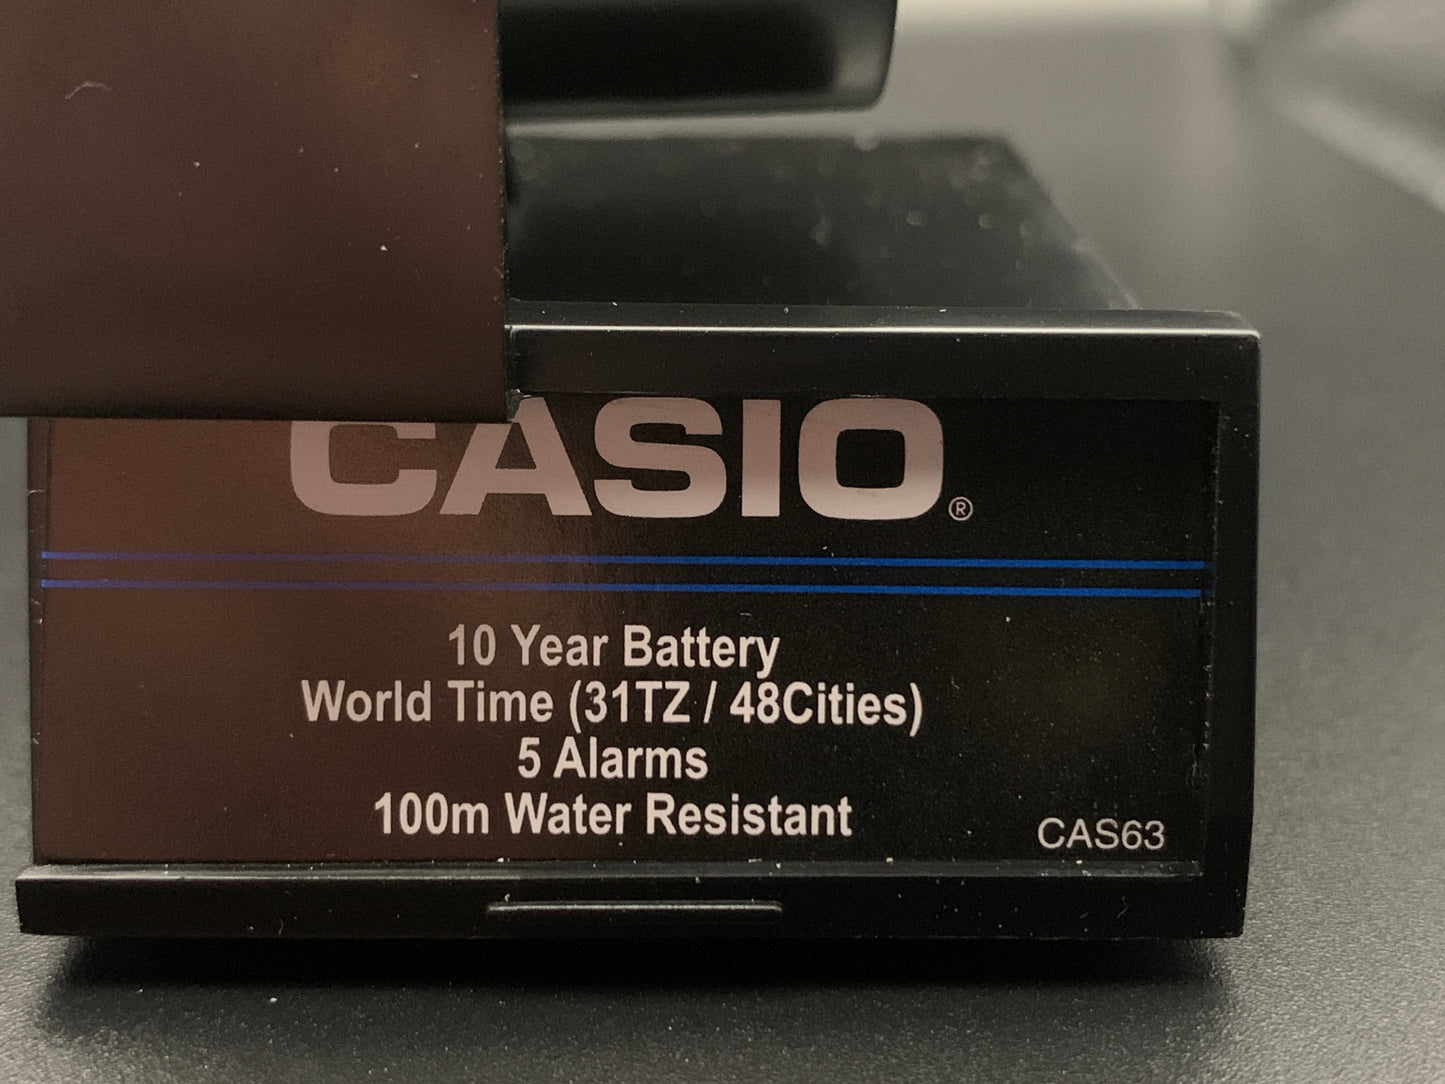 CASIO®
10 Year Battery
World Time (31TZ / 48Cities)
5 Alarms
100m Water Resistant
CAS63